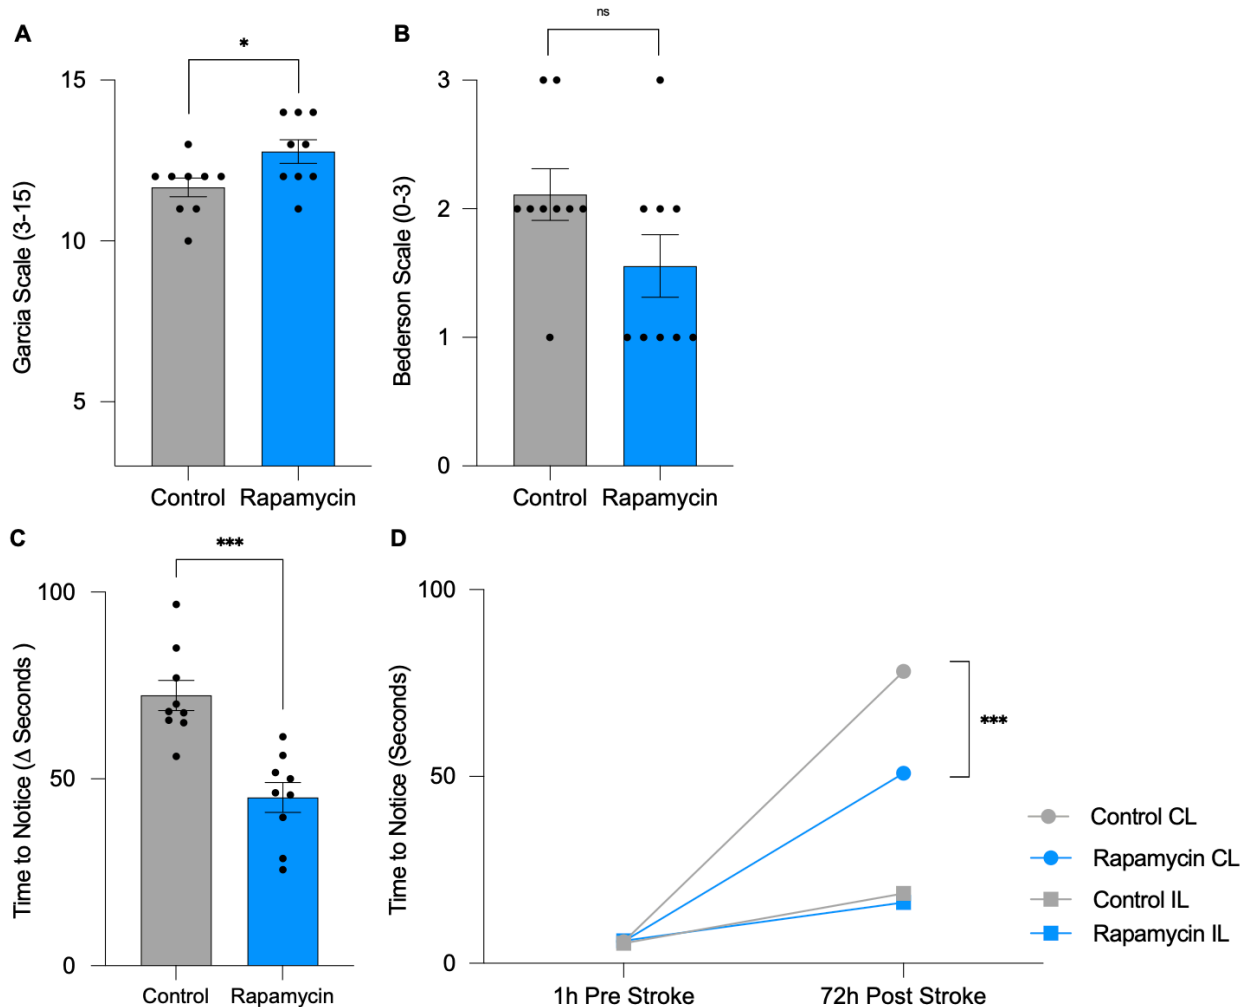 A
*
15
10
5
Garcia Scale (3-15)
Control Rapamycin
B
ns
3
2
1
0
Bederson Scale (0-3)
Control Rapamycin
C
***
100
50
0
Time to Notice (Δ Seconds )
Control Rapamycin
D
100
50
0
Time to Notice (Seconds)
***
1h Pre Stroke 72h Post Stroke
Control CL
Rapamycin CL
Control IL
Rapamycin IL